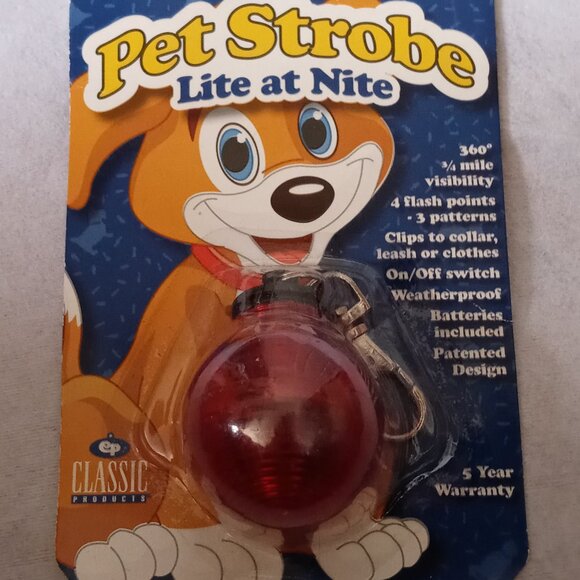 Pet Strobe
Lite at Nite
360°
¾ mile
visibility
4 flash points
- 3 patterns
Clips to collar,
leash or clothes
On/Off switch
Weatherproof
Batteries
included
Patented
Design
cp
CLASSIC
PRODUCTS
5 Year
Warranty